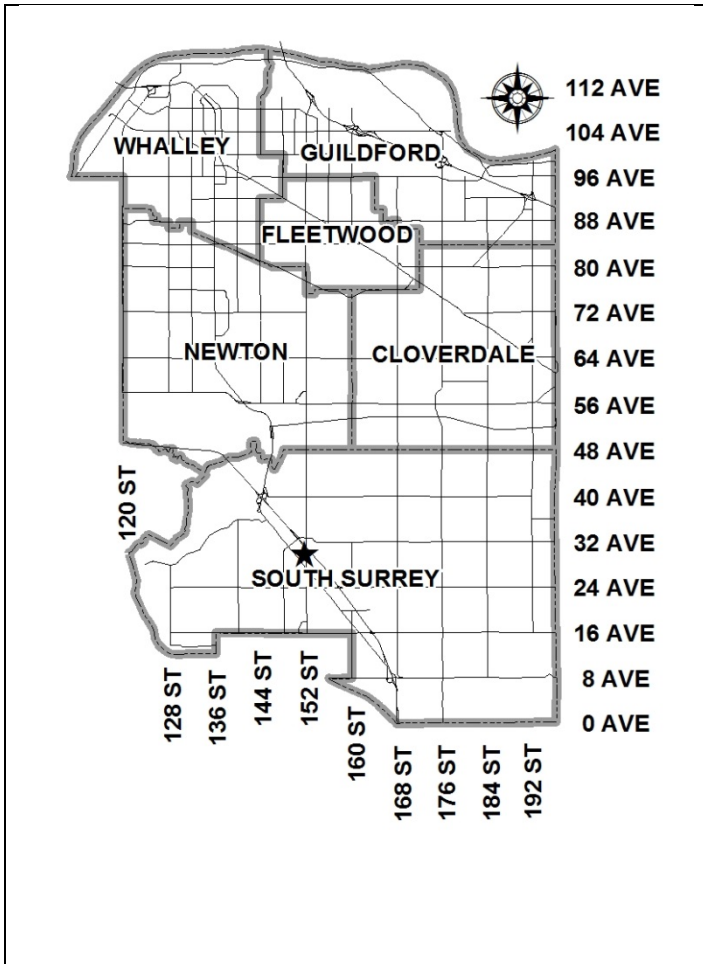 112 AVE
104 AVE
WHALLEY
GUILDFORD
96 AVE
88 AVE
FLEETWOOD
80 AVE
72 AVE
NEWTON
CLOVERDALE
64 AVE
56 AVE
48 AVE
120 ST
40 AVE
32 AVE
SOUTH SURREY
24 AVE
16 AVE
128 ST
136 ST
144 ST
152 ST
160 ST
8 AVE
0 AVE
168 ST
176 ST
184 ST
192 ST